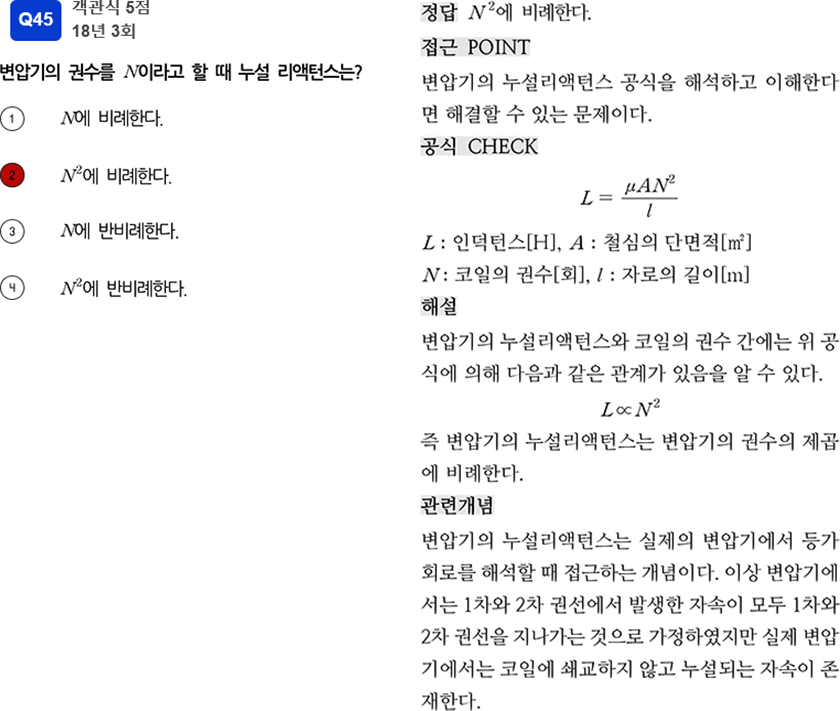 Q45
객관식 5점
18년 3회
변압기의 권수를 N이라고 할 때 누설 리액턴스는?
1 N에 비례한다.
2 N²에 비례한다.
3 N에 반비례한다.
4 N²에 반비례한다.
정답 N²에 비례한다.
접근 POINT
변압기의 누설리액턴스 공식을 해석하고 이해한다
면 해결할 수 있는 문제이다.
공식 CHECK
L = μAN² / l
L : 인덕턴스[H], A : 철심의 단면적[㎡]
N : 코일의 권수[회], l : 자로의 길이[m]
해설
변압기의 누설리액턴스와 코일의 권수 간에는 위 공
식에 의해 다음과 같은 관계가 있음을 알 수 있다.
L∝N²
즉 변압기의 누설리액턴스는 변압기의 권수의 제곱
에 비례한다.
관련개념
변압기의 누설리액턴스는 실제의 변압기에서 등가
회로를 해석할 때 접근하는 개념이다. 이상 변압기에
서는 1차와 2차 권선에서 발생한 자속이 모두 1차와
2차 권선을 지나가는 것으로 가정하였지만 실제 변압
기에서는 코일에 쇄교하지 않고 누설되는 자속이 존
재한다.